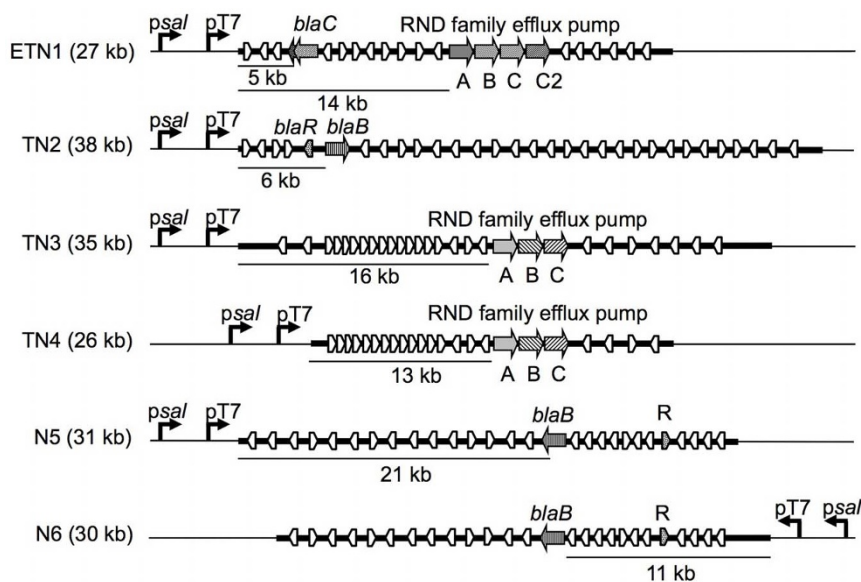 psal pT7 blaC RND family efflux pump
ETN1 (27 kb)
5 kb A B C C2
14 kb
psal pT7 blaR blaB
TN2 (38 kb)
6 kb
psal pT7 RND family efflux pump
TN3 (35 kb)
16 kb A B C
psal pT7 RND family efflux pump
TN4 (26 kb)
13 kb A B C
psal pT7 blaB R
N5 (31 kb)
21 kb
blaB R pT7 psal
N6 (30 kb)
11 kb